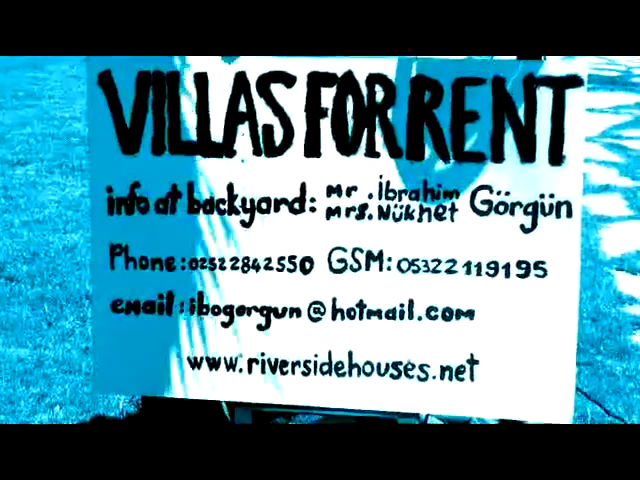 VILLAS FOR RENT
info at backyard: Mr. İbrahim Görgün
Mrs. Nükhet
Phone: 02522842550 GSM: 05322119195
email: ibogorgun@hotmail.com
www.riversidehouses.net